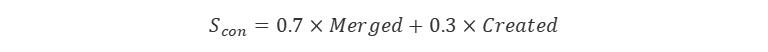 S_con = 0.7 × Merged + 0.3 × Created